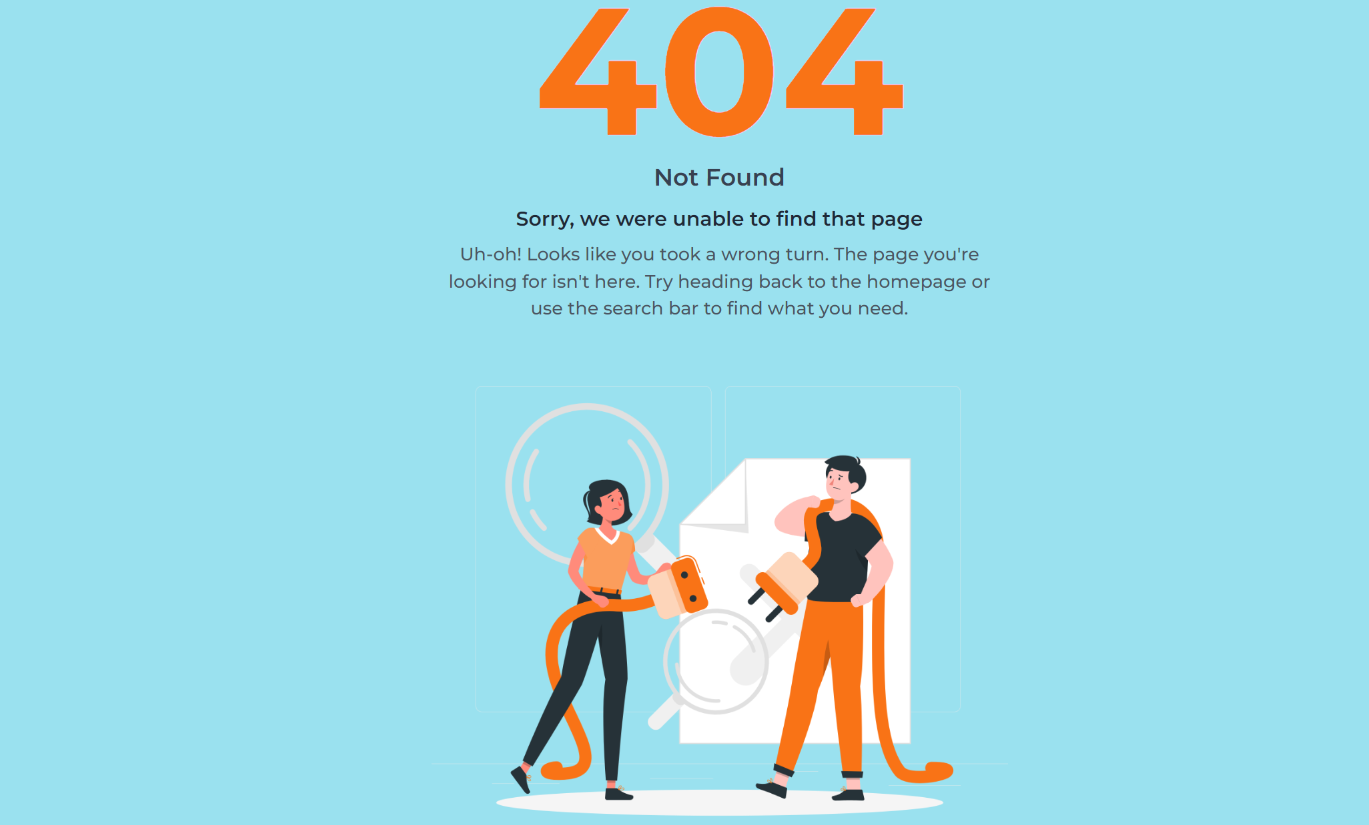 404
Not Found
Sorry, we were unable to find that page
Uh-oh! Looks like you took a wrong turn. The page you're
looking for isn't here. Try heading back to the homepage or
use the search bar to find what you need.